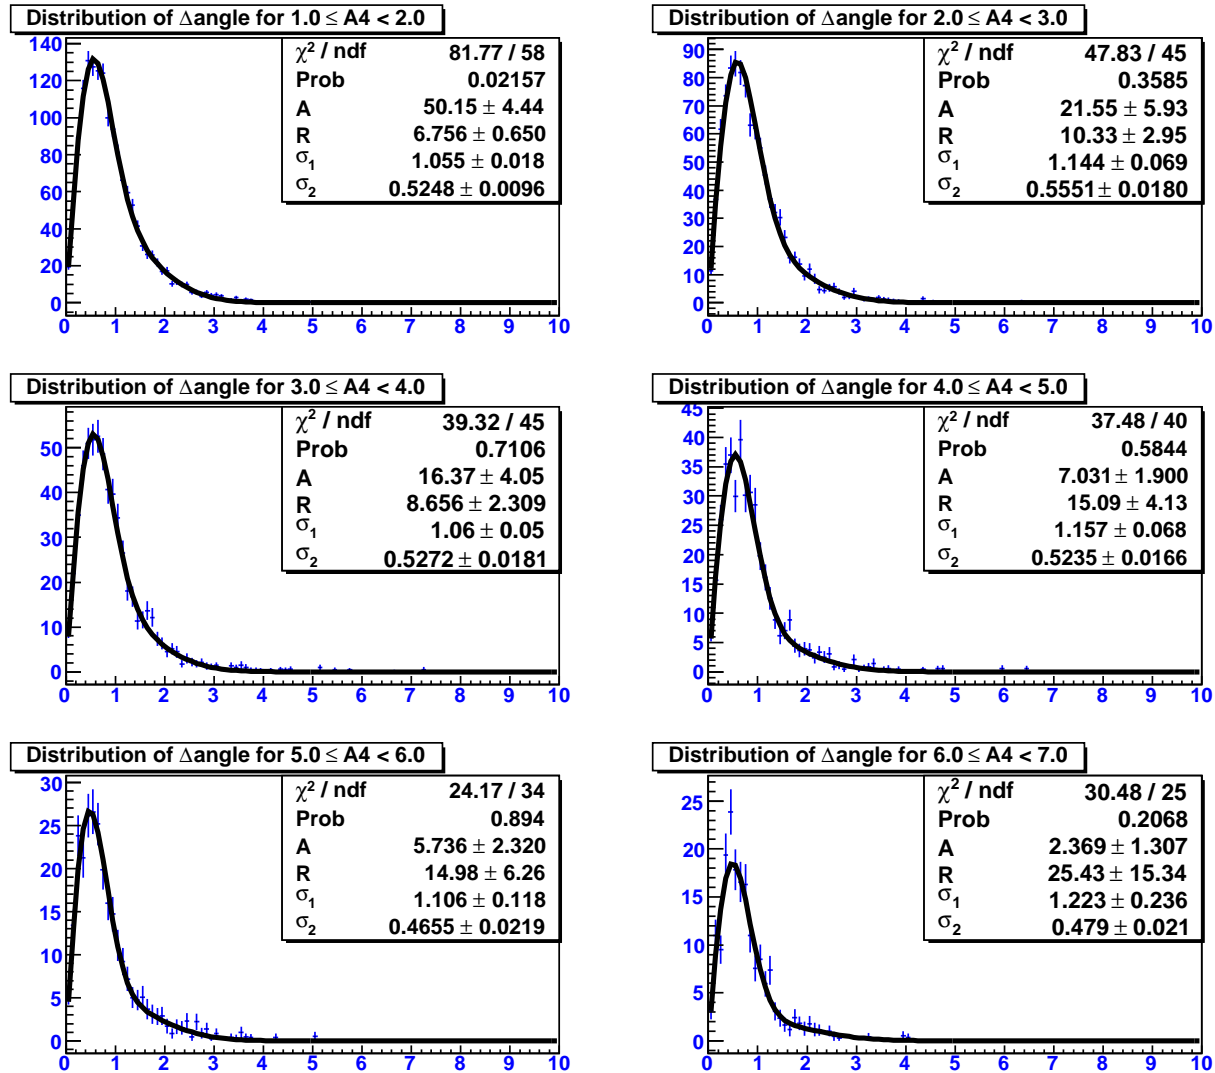 Distribution of Δangle for 1.0 ≤ A4 < 2.0
χ² / ndf 81.77 / 58
Prob 0.02157
A 50.15 ± 4.44
R 6.756 ± 0.650
σ₁ 1.055 ± 0.018
σ₂ 0.5248 ± 0.0096
140
120
100
80
60
40
20
0
0 1 2 3 4 5 6 7 8 9 10
Distribution of Δangle for 2.0 ≤ A4 < 3.0
χ² / ndf 47.83 / 45
Prob 0.3585
A 21.55 ± 5.93
R 10.33 ± 2.95
σ₁ 1.144 ± 0.069
σ₂ 0.5551 ± 0.0180
90
80
70
60
50
40
30
20
10
0
0 1 2 3 4 5 6 7 8 9 10
Distribution of Δangle for 3.0 ≤ A4 < 4.0
χ² / ndf 39.32 / 45
Prob 0.7106
A 16.37 ± 4.05
R 8.656 ± 2.309
σ₁ 1.06 ± 0.05
σ₂ 0.5272 ± 0.0181
50
40
30
20
10
0
0 1 2 3 4 5 6 7 8 9 10
Distribution of Δangle for 4.0 ≤ A4 < 5.0
χ² / ndf 37.48 / 40
Prob 0.5844
A 7.031 ± 1.900
R 15.09 ± 4.13
σ₁ 1.157 ± 0.068
σ₂ 0.5235 ± 0.0166
45
40
35
30
25
20
15
10
5
0
0 1 2 3 4 5 6 7 8 9 10
Distribution of Δangle for 5.0 ≤ A4 < 6.0
χ² / ndf 24.17 / 34
Prob 0.894
A 5.736 ± 2.320
R 14.98 ± 6.26
σ₁ 1.106 ± 0.118
σ₂ 0.4655 ± 0.0219
30
25
20
15
10
5
0
0 1 2 3 4 5 6 7 8 9 10
Distribution of Δangle for 6.0 ≤ A4 < 7.0
χ² / ndf 30.48 / 25
Prob 0.2068
A 2.369 ± 1.307
R 25.43 ± 15.34
σ₁ 1.223 ± 0.236
σ₂ 0.479 ± 0.021
25
20
15
10
5
0
0 1 2 3 4 5 6 7 8 9 10